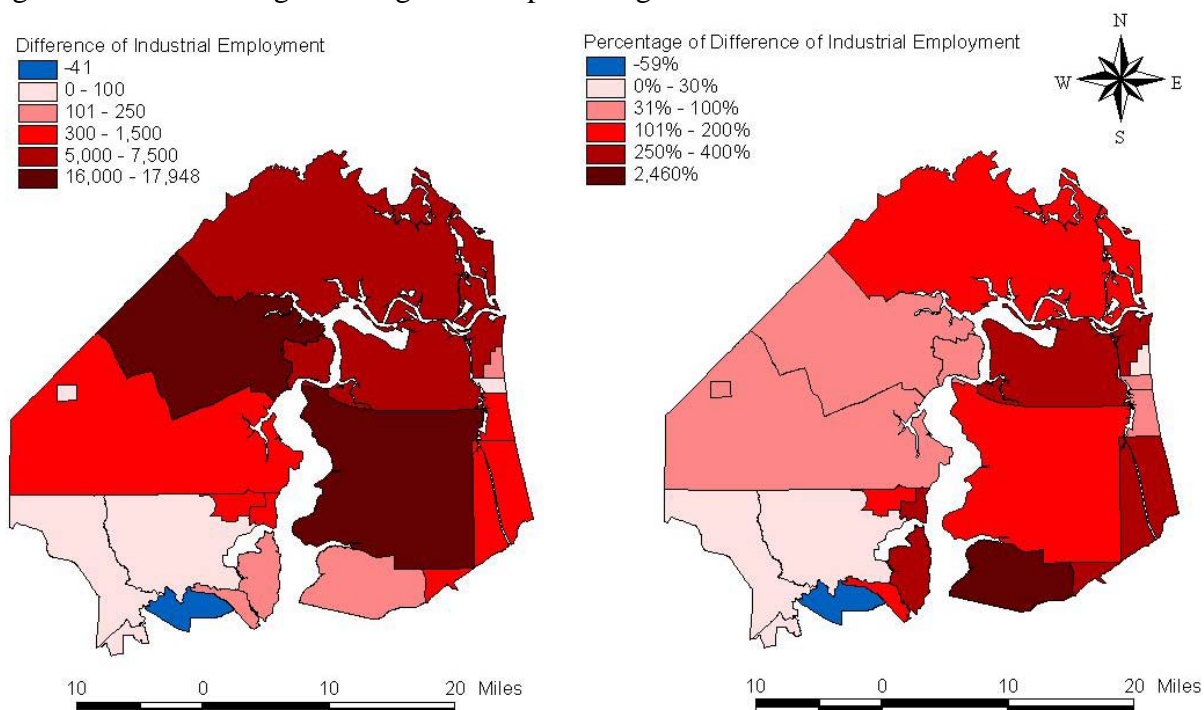 Difference of Industrial Employment
-41
0 - 100
101 - 250
300 - 1,500
5,000 - 7,500
16,000 - 17,948
Percentage of Difference of Industrial Employment
-59%
0% - 30%
31% - 100%
101% - 200%
250% - 400%
2,460%
N
W E
S
10 0 10 20 Miles
10 0 10 20 Miles